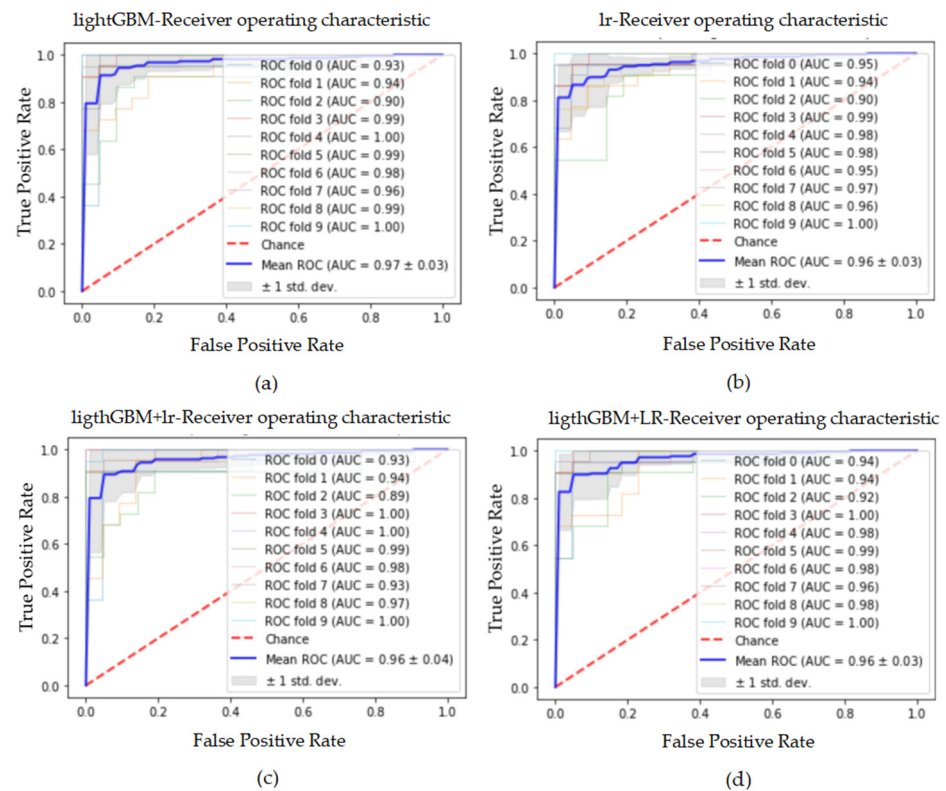 lightGBM-Receiver operating characteristic
True Positive Rate
1.0
0.8
0.6
0.4
0.2
0.0
ROC fold 0 (AUC = 0.93)
ROC fold 1 (AUC = 0.94)
ROC fold 2 (AUC = 0.90)
ROC fold 3 (AUC = 0.99)
ROC fold 4 (AUC = 1.00)
ROC fold 5 (AUC = 0.99)
ROC fold 6 (AUC = 0.98)
ROC fold 7 (AUC = 0.96)
ROC fold 8 (AUC = 0.99)
ROC fold 9 (AUC = 1.00)
Chance
Mean ROC (AUC = 0.97 ± 0.03)
± 1 std. dev.
0.0 0.2 0.4 0.6 0.8 1.0
False Positive Rate
(a)
lr-Receiver operating characteristic
True Positive Rate
1.0
0.8
0.6
0.4
0.2
0.0
ROC fold 0 (AUC = 0.95)
ROC fold 1 (AUC = 0.94)
ROC fold 2 (AUC = 0.90)
ROC fold 3 (AUC = 0.99)
ROC fold 4 (AUC = 0.98)
ROC fold 5 (AUC = 0.98)
ROC fold 6 (AUC = 0.95)
ROC fold 7 (AUC = 0.97)
ROC fold 8 (AUC = 0.96)
ROC fold 9 (AUC = 1.00)
Chance
Mean ROC (AUC = 0.96 ± 0.03)
± 1 std. dev.
0.0 0.2 0.4 0.6 0.8 1.0
False Positive Rate
(b)
ligthGBM+lr-Receiver operating characteristic
True Positive Rate
1.0
0.8
0.6
0.4
0.2
0.0
ROC fold 0 (AUC = 0.93)
ROC fold 1 (AUC = 0.94)
ROC fold 2 (AUC = 0.89)
ROC fold 3 (AUC = 1.00)
ROC fold 4 (AUC = 1.00)
ROC fold 5 (AUC = 0.99)
ROC fold 6 (AUC = 0.98)
ROC fold 7 (AUC = 0.93)
ROC fold 8 (AUC = 0.97)
ROC fold 9 (AUC = 1.00)
Chance
Mean ROC (AUC = 0.96 ± 0.04)
± 1 std. dev.
0.0 0.2 0.4 0.6 0.8 1.0
False Positive Rate
(c)
ligthGBM+LR-Receiver operating characteristic
True Positive Rate
1.0
0.8
0.6
0.4
0.2
0.0
ROC fold 0 (AUC = 0.94)
ROC fold 1 (AUC = 0.94)
ROC fold 2 (AUC = 0.92)
ROC fold 3 (AUC = 1.00)
ROC fold 4 (AUC = 0.98)
ROC fold 5 (AUC = 0.99)
ROC fold 6 (AUC = 0.98)
ROC fold 7 (AUC = 0.96)
ROC fold 8 (AUC = 0.98)
ROC fold 9 (AUC = 1.00)
Chance
Mean ROC (AUC = 0.96 ± 0.03)
± 1 std. dev.
0.0 0.2 0.4 0.6 0.8 1.0
False Positive Rate
(d)